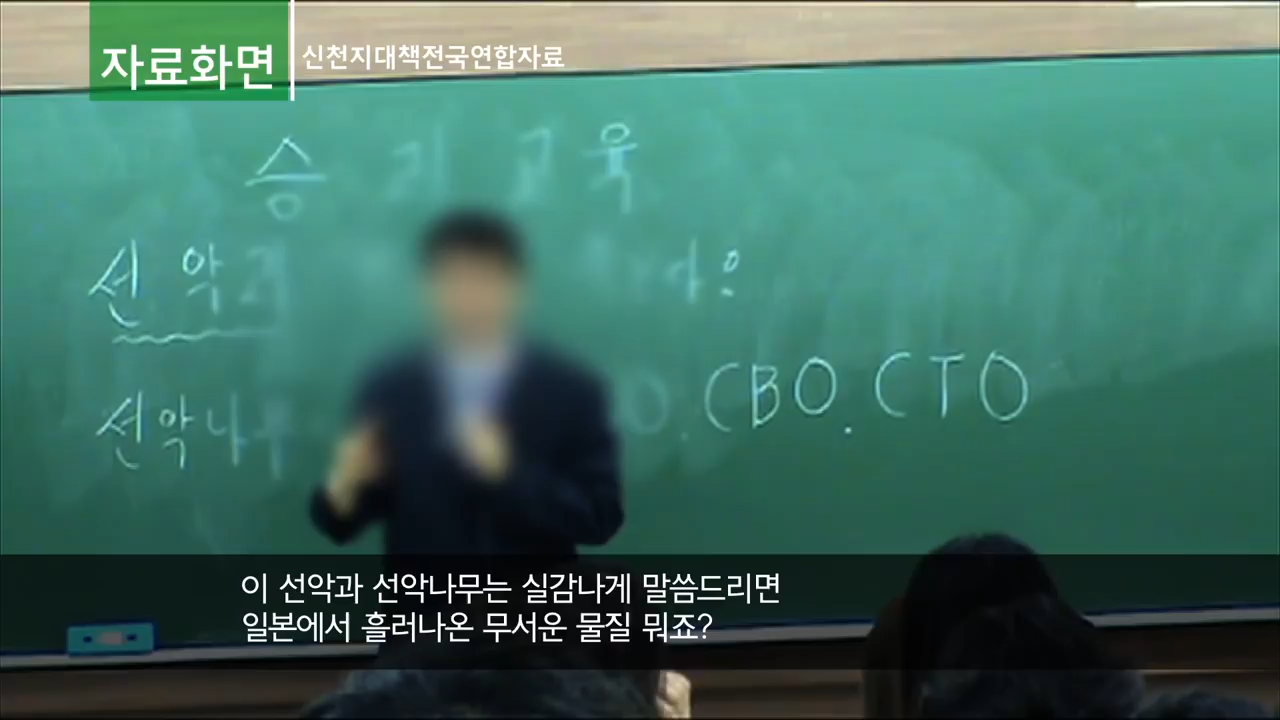 자료화면
신천지대책전국연합자료
승 리 교 육
선 악
선악나무
CBO. CTO
이 선악과 선악나무는 실감나게 말씀드리면
일본에서 흘러나온 무서운 물질 뭐죠?